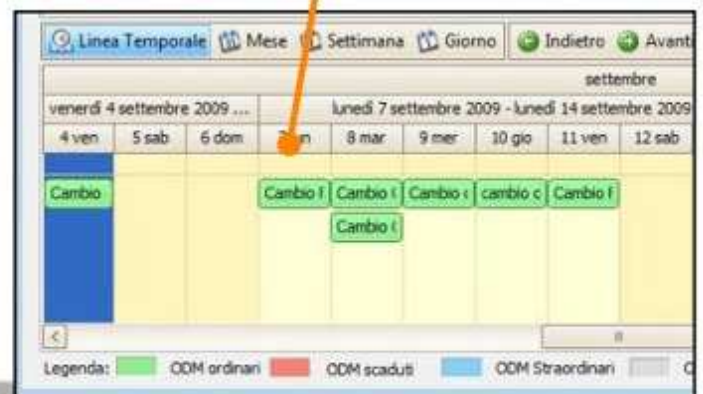 Linea Temporale Mese Settimana Giorno Indietro Avanti
settembre
venerdì 4 settembre 2009 ... lunedì 7 settembre 2009 - lunedì 14 settembre 2009
4 ven 5 sab 6 dom 8 mar 9 mer 10 gio 11 ven 12 sab
Cambio Cambio Cambio Cambio cambio c Cambio
Cambio
Legenda: ODM ordinari ODM scaduti ODM Straordinari